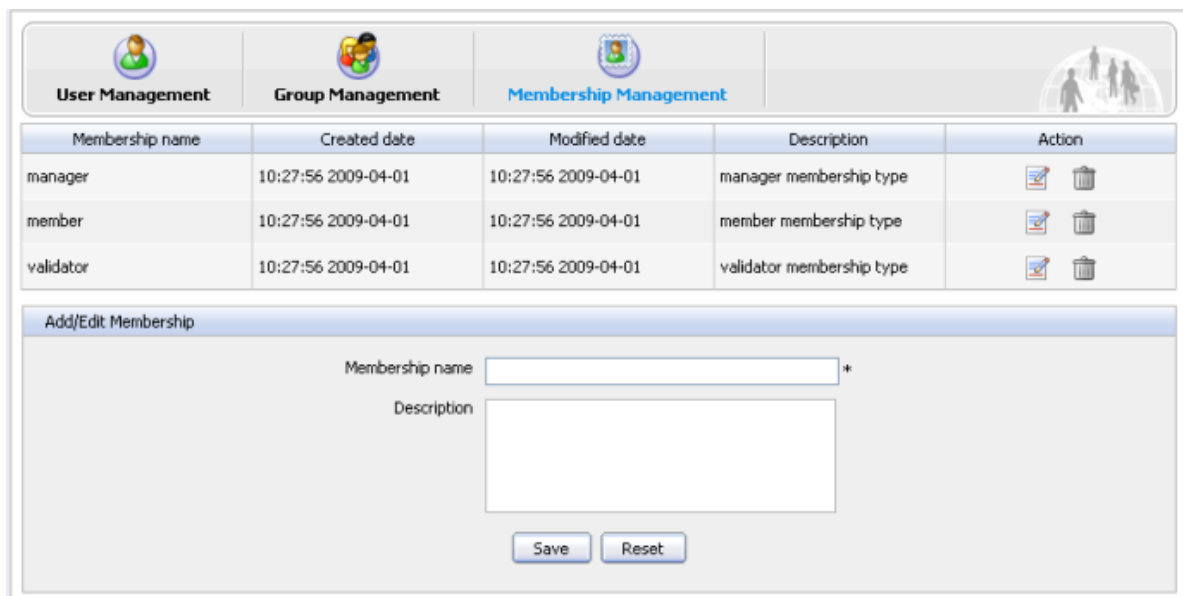 User Management Group Management Membership Management
Membership name Created date Modified date Description Action
manager 10:27:56 2009-04-01 10:27:56 2009-04-01 manager membership type
member 10:27:56 2009-04-01 10:27:56 2009-04-01 member membership type
validator 10:27:56 2009-04-01 10:27:56 2009-04-01 validator membership type
Add/Edit Membership
Membership name *
Description
Save Reset